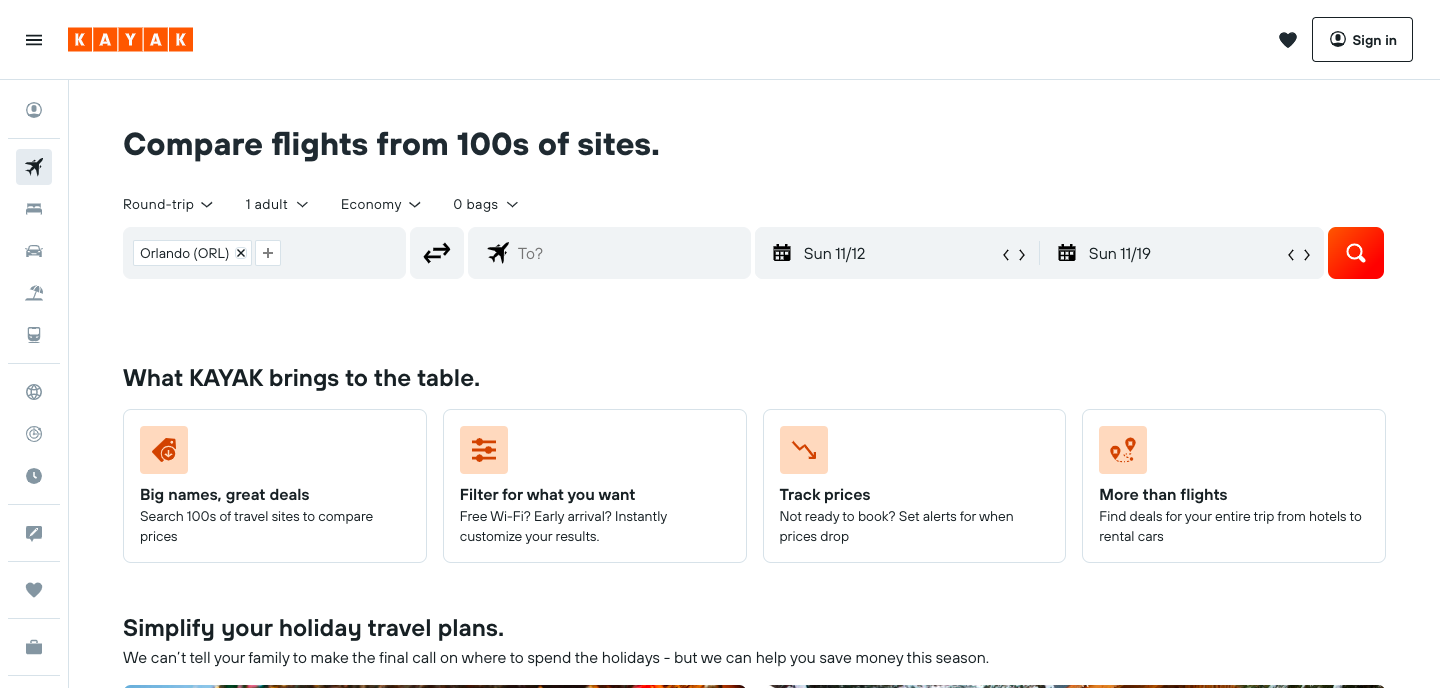 KAYAK
Sign in
Compare flights from 100s of sites.
Round-trip 1 adult Economy 0 bags
Orlando (ORL) To? Sun 11/12 Sun 11/19
What KAYAK brings to the table.
Big names, great deals
Search 100s of travel sites to compare
prices
Filter for what you want
Free Wi-Fi? Early arrival? Instantly
customize your results.
Track prices
Not ready to book? Set alerts for when
prices drop
More than flights
Find deals for your entire trip from hotels to
rental cars
Simplify your holiday travel plans.
We can't tell your family to make the final call on where to spend the holidays - but we can help you save money this season.